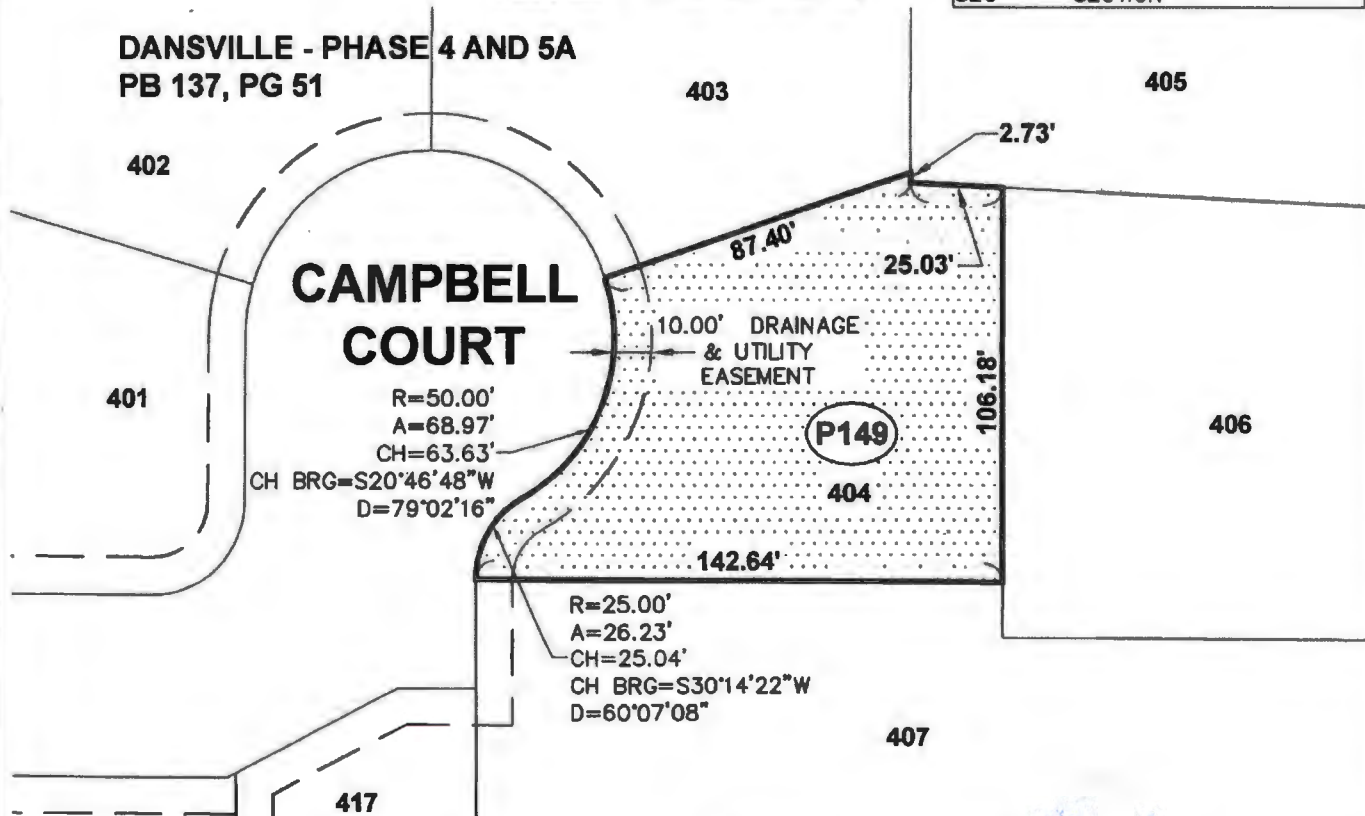 DANSVILLE - PHASE 4 AND 5A
PB 137, PG 51
403
405
402
2.73'
87.40'
25.03'
CAMPBELL
COURT
10.00' DRAINAGE
& UTILITY
EASEMENT
401
R=50.00'
A=68.97'
CH=63.63'
CH BRG=S20°46'48"W
D=79°02'16"
106.18'
P149
406
404
142.64'
R=25.00'
A=26.23'
CH=25.04'
CH BRG=S30°14'22"W
D=60°07'08"
407
417